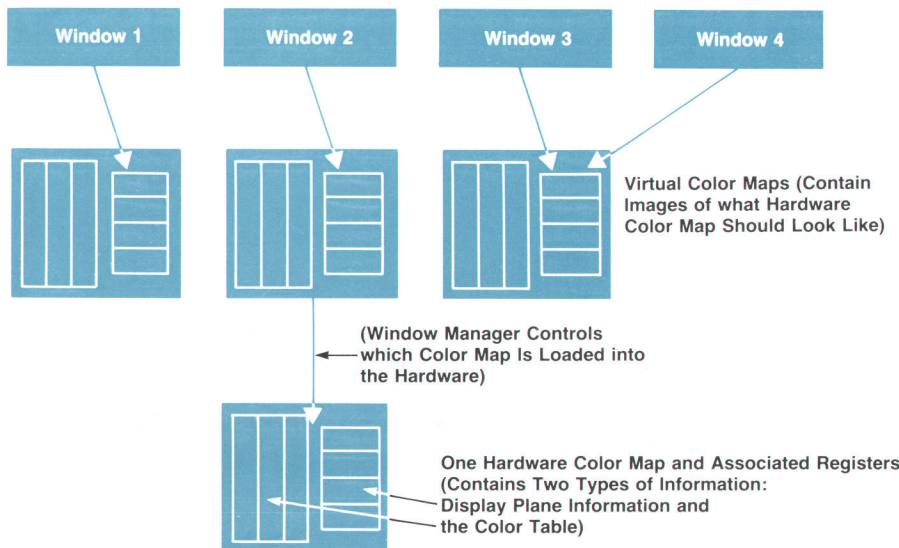 Window 1
Window 2
Window 3
Window 4
Virtual Color Maps (Contain
Images of what Hardware
Color Map Should Look Like)
(Window Manager Controls
which Color Map Is Loaded into
the Hardware)
One Hardware Color Map and Associated Registers
(Contains Two Types of Information:
Display Plane Information and
the Color Table)